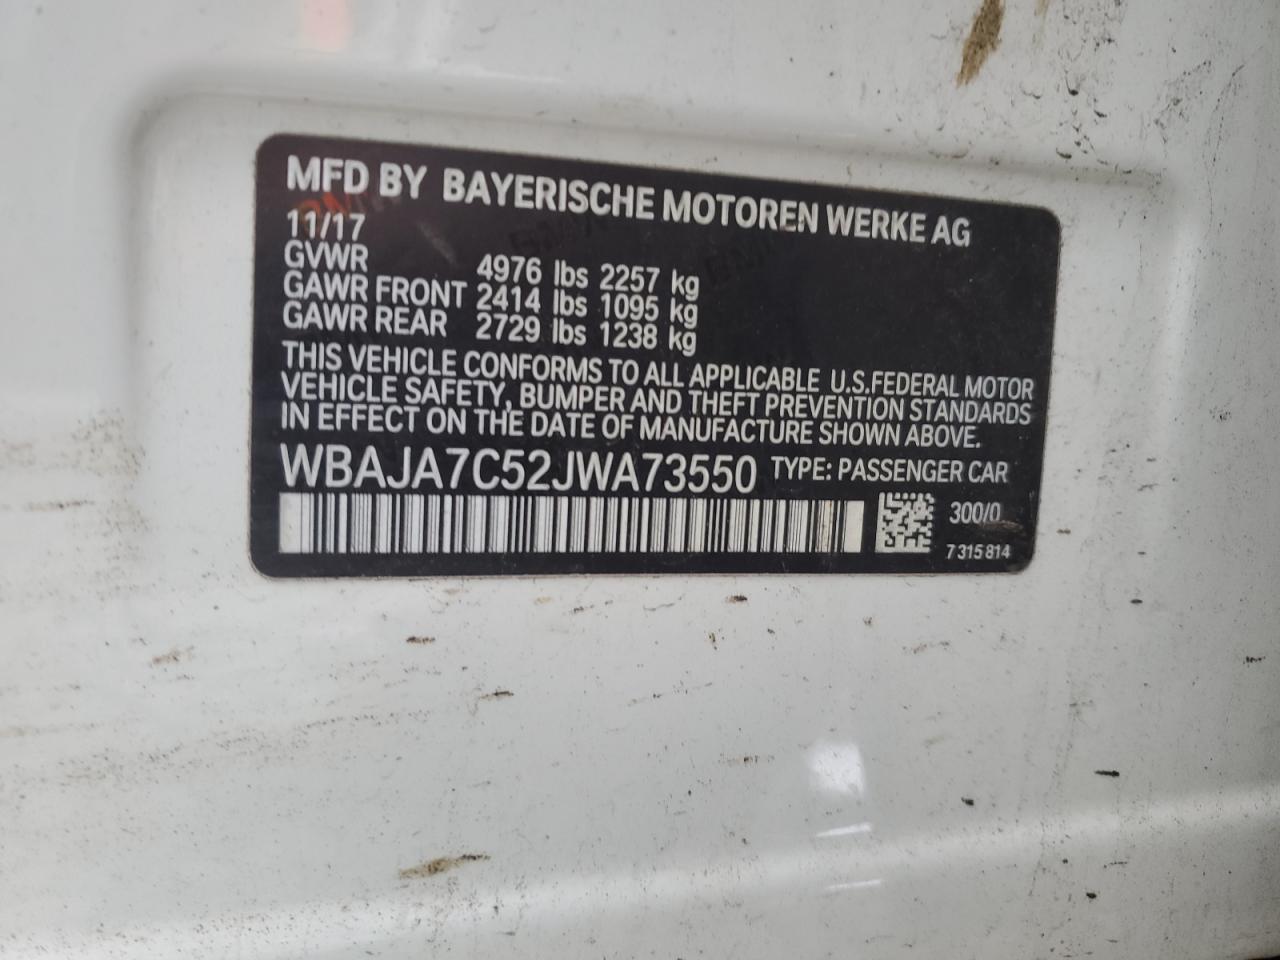 MFD BY BAYERISCHE MOTOREN WERKE AG
11/17
GVWR 4976 lbs 2257 kg
GAWR FRONT 2414 lbs 1095 kg
GAWR REAR 2729 lbs 1238 kg
THIS VEHICLE CONFORMS TO ALL APPLICABLE U.S.FEDERAL MOTOR
VEHICLE SAFETY, BUMPER AND THEFT PREVENTION STANDARDS
IN EFFECT ON THE DATE OF MANUFACTURE SHOWN ABOVE.
WBAJA7C52JWA73550 TYPE: PASSENGER CAR
300/0
7 315 814